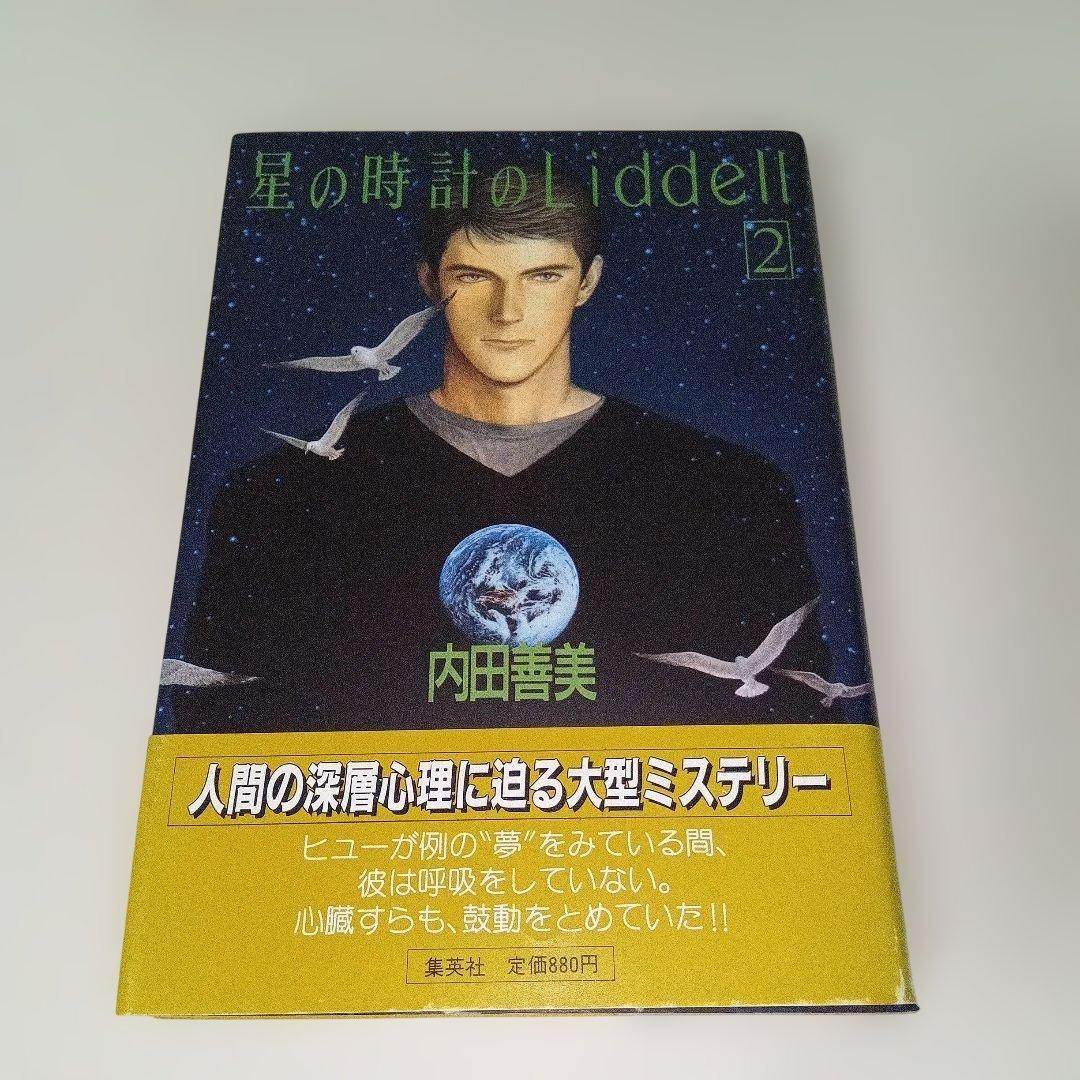 星の時計のLiddell
2
内田善美
人間の深層心理に迫る大型ミステリー
ヒューが例の〝夢〟をみている間、
彼は呼吸をしていない。
心臓すらも、鼓動をとめていた!!
集英社 定価880円